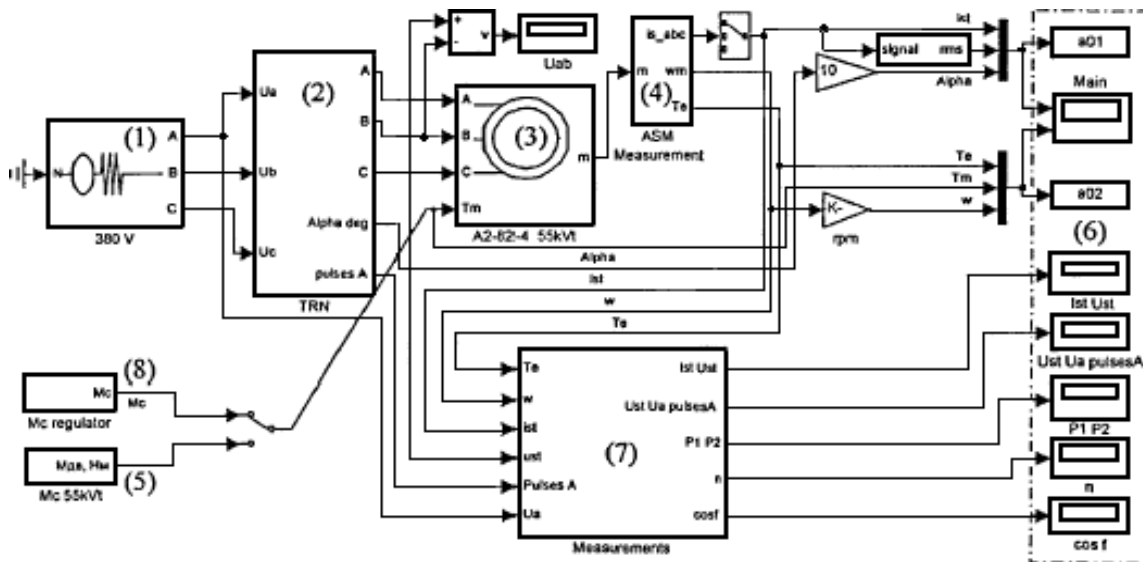 +
-
v
Uab
is_abc
m
wm
Te
(4)
ASM
Measurement
Ist
signal rms
10
Alpha
a01
Main
(1)
N
A
B
C
380 V
(2)
Ua
Ub
Uc
A
B
C
Alpha deg
pulses A
TRN
(3)
A
B
C
Tm
m
A2-82t-4 55kVt
Te
Tm
w
K-
rpm
a02
(6)
Alpha
Ist
w
Te
Ist Ust
Ust Ua pulsesA
P1 P2
n
cos f
(8)
Mc
Mc
Mc regulator
Мдв, Нм
(5)
Mc 55kVt
Te
w
ist
ust
Pulses A
Ua
(7)
Ist Ust
Ust Ua pulsesA
P1 P2
n
cosf
Measurements